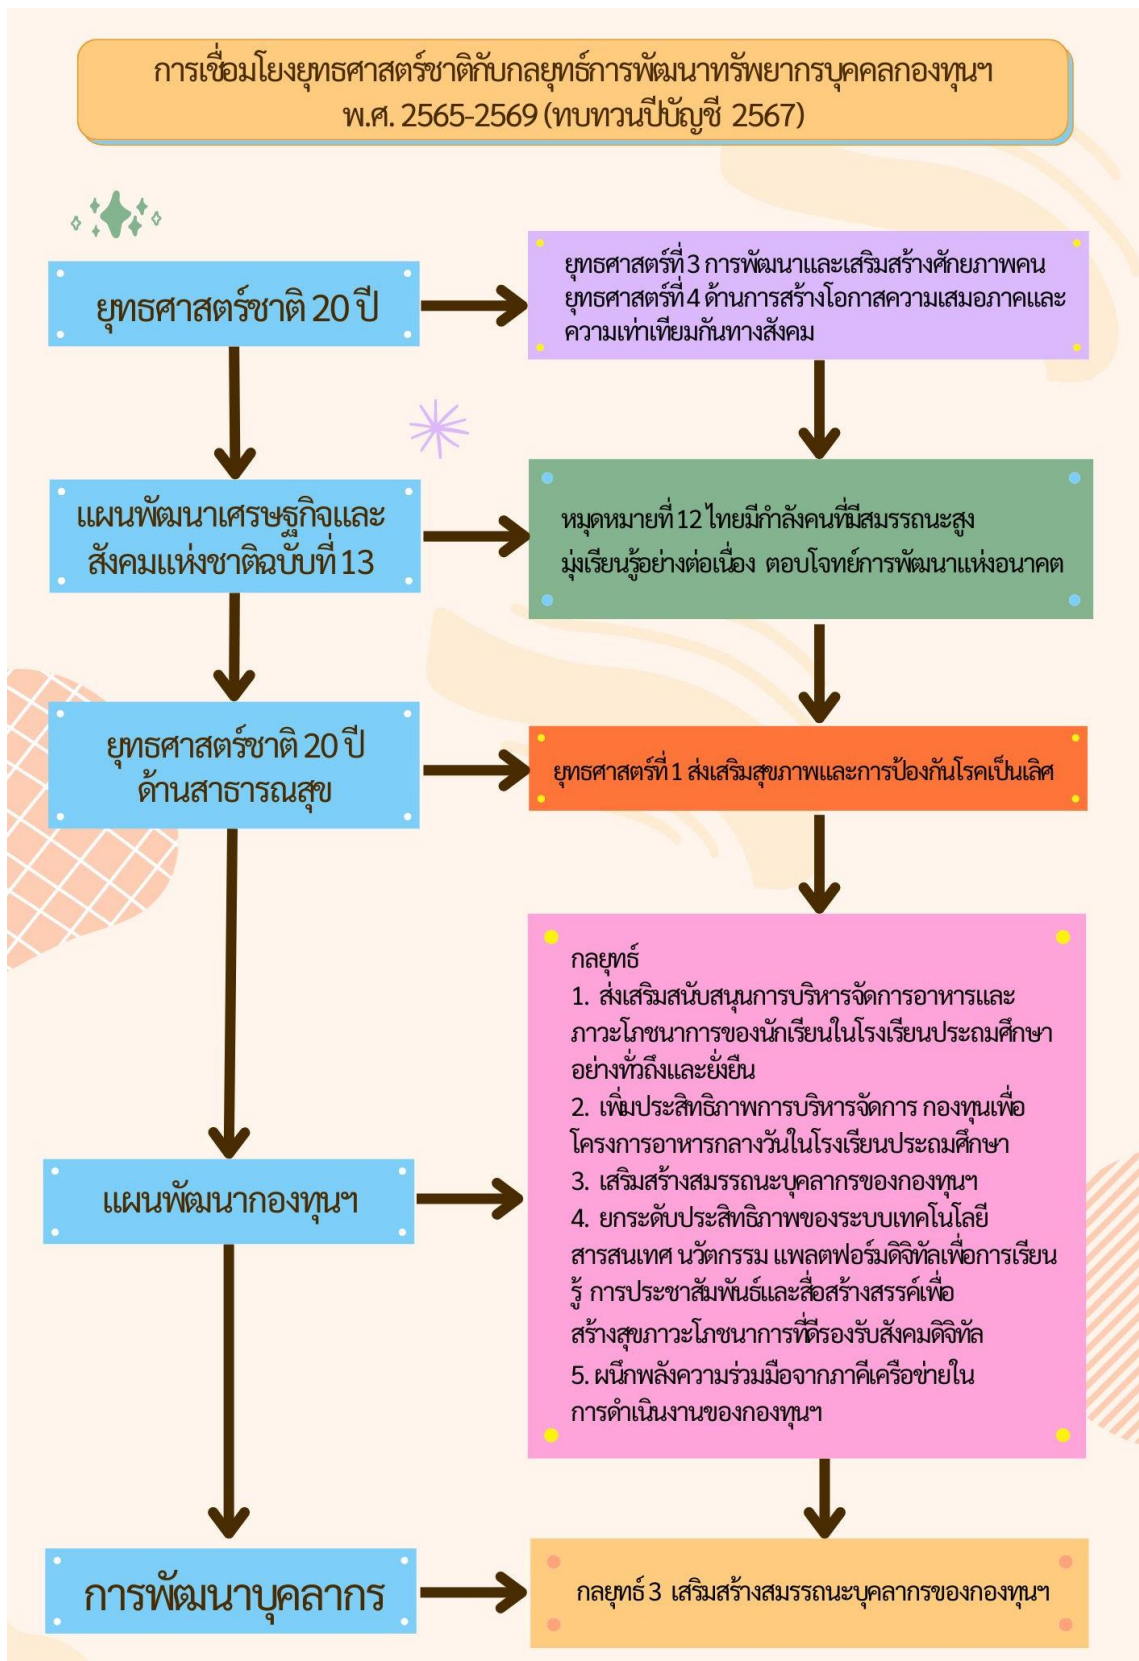 การเชื่อมโยงยุทธศาสตร์ชาติกับกลยุทธ์การพัฒนาทรัพยากรบุคคลกองทุนฯ
พ.ศ. 2565-2569 (ทบทวนปีบัญชี 2567)
ยุทธศาสตร์ชาติ 20 ปี
ยุทธศาสตร์ที่ 3 การพัฒนาและเสริมสร้างศักยภาพคน
ยุทธศาสตร์ที่ 4 ด้านการสร้างโอกาสความเสมอภาคและ
ความเท่าเทียมกันทางสังคม
แผนพัฒนาเศรษฐกิจและ
สังคมแห่งชาติฉบับที่ 13
หมุดหมายที่ 12 ไทยมีกำลังคนที่มีสมรรถนะสูง
มุ่งเรียนรู้อย่างต่อเนื่อง ตอบโจทย์การพัฒนาแห่งอนาคต
ยุทธศาสตร์ชาติ 20 ปี
ด้านสาธารณสุข
ยุทธศาสตร์ที่ 1 ส่งเสริมสุขภาพและการป้องกันโรคเป็นเลิศ
แผนพัฒนากองทุนฯ
กลยุทธ์
1. ส่งเสริมสนับสนุนการบริหารจัดการอาหารและ
ภาวะโภชนาการของนักเรียนในโรงเรียนประถมศึกษา
อย่างทั่วถึงและยั่งยืน
2. เพิ่มประสิทธิภาพการบริหารจัดการ กองทุนเพื่อ
โครงการอาหารกลางวันในโรงเรียนประถมศึกษา
3. เสริมสร้างสมรรถนะบุคลากรของกองทุนฯ
4. ยกระดับประสิทธิภาพของระบบเทคโนโลยี
สารสนเทศ นวัตกรรม แพลตฟอร์มดิจิทัลเพื่อการเรียน
รู้ การประชาสัมพันธ์และสื่อสร้างสรรค์เพื่อ
สร้างสุขภาวะโภชนาการที่ดีรองรับสังคมดิจิทัล
5. ผนึกพลังความร่วมมือจากภาคีเครือข่ายใน
การดำเนินงานของกองทุนฯ
การพัฒนาบุคลากร
กลยุทธ์ 3 เสริมสร้างสมรรถนะบุคลากรของกองทุนฯ